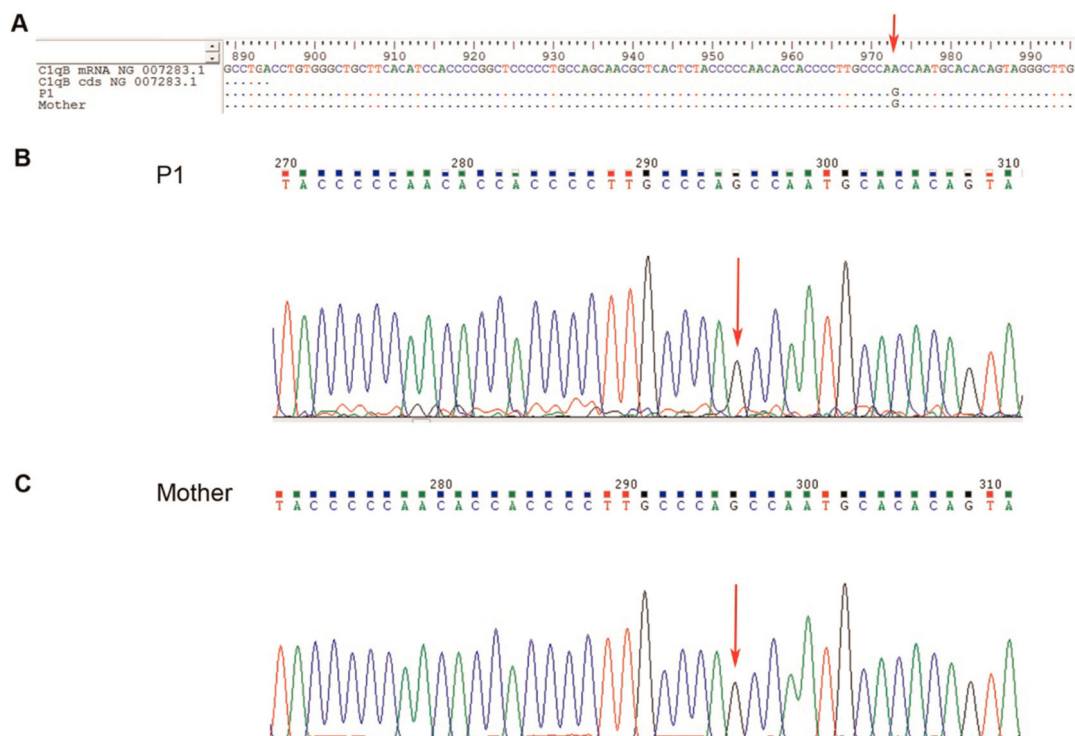 A
890 900 910 920 930 940 950 960 970 980 990
C1qB mRNA NG 007283.1 GCCTGACCTGTGGGCTGCTTCACATCCACCCCGGCTCCCCCTGCCAGCAACGCTCACTCTACCCCCAACACCACCCCTTGCCCAACCAATGCACACAGTAGGGCTTG
C1qB cds NG 007283.1
P1 G
Mother G
B
P1
270 280 290 300 310
T A C C C C C A A C A C C A C C C C T T G C C C A G C C A A T G C A C A C A G T A
C
Mother
280 290 300 310
T A C C C C C A A C A C C A C C C C T T G C C C A G C C A A T G C A C A C A G T A